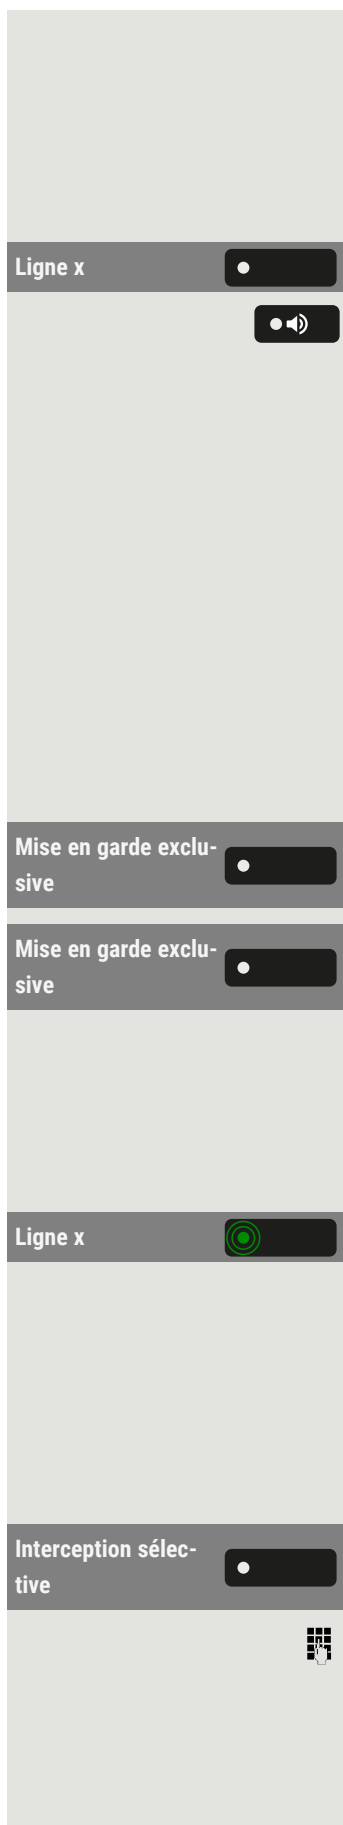 Ligne x
Mise en garde exclu-
sive
Mise en garde exclu-
sive
Ligne x
Interception sélec-
tive